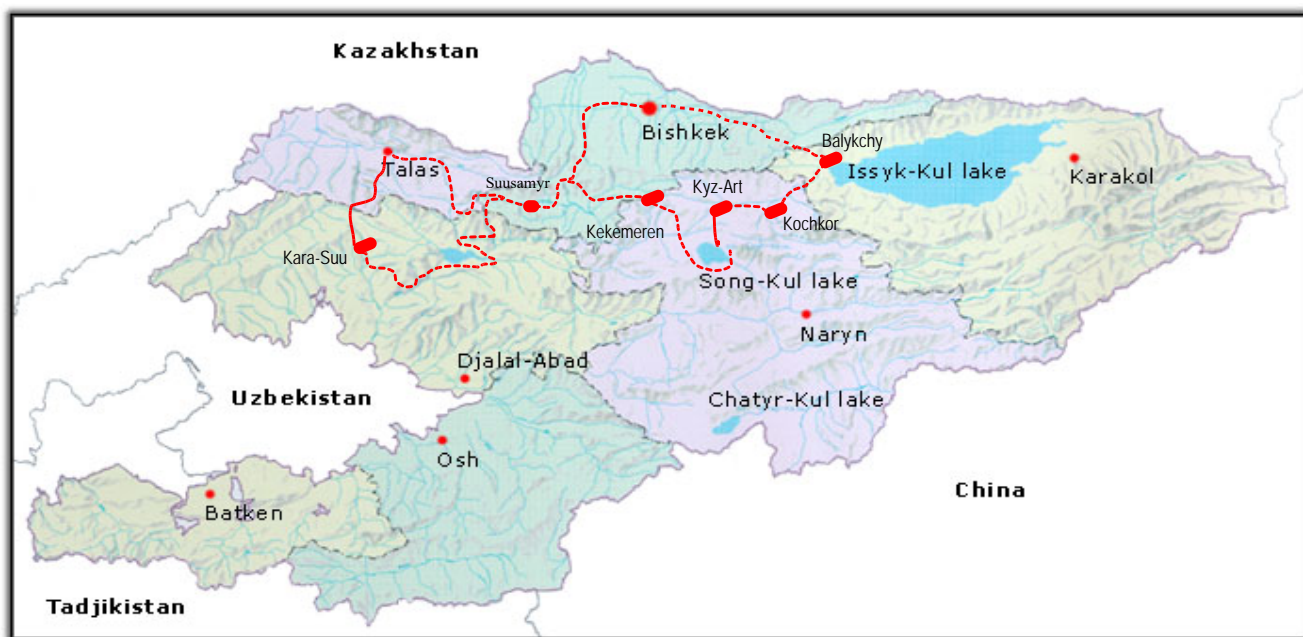 Kazakhstan
Bishkek
Balykchy
Talas
Issyk-Kul lake
Karakol
Suusamyr
Kyz-Art
Kekemeren
Kochkor
Kara-Suu
Song-Kul lake
Naryn
Djalal-Abad
Uzbekistan
Chatyr-Kul lake
Osh
China
Batken
Tadjikistan